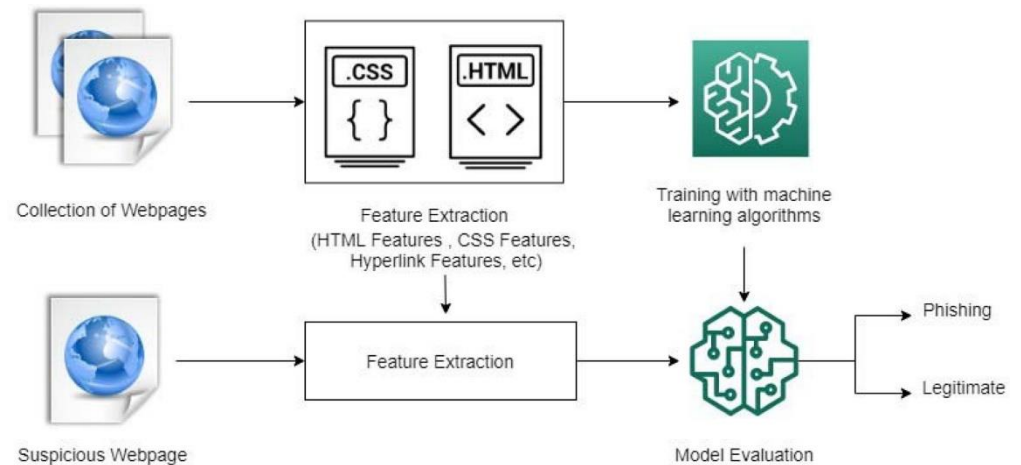 .CSS
{ }
.HTML
< >
Collection of Webpages
Feature Extraction
(HTML Features , CSS Features,
Hyperlink Features, etc)
Training with machine
learning algorithms
Feature Extraction
Phishing
Legitimate
Suspicious Webpage
Model Evaluation